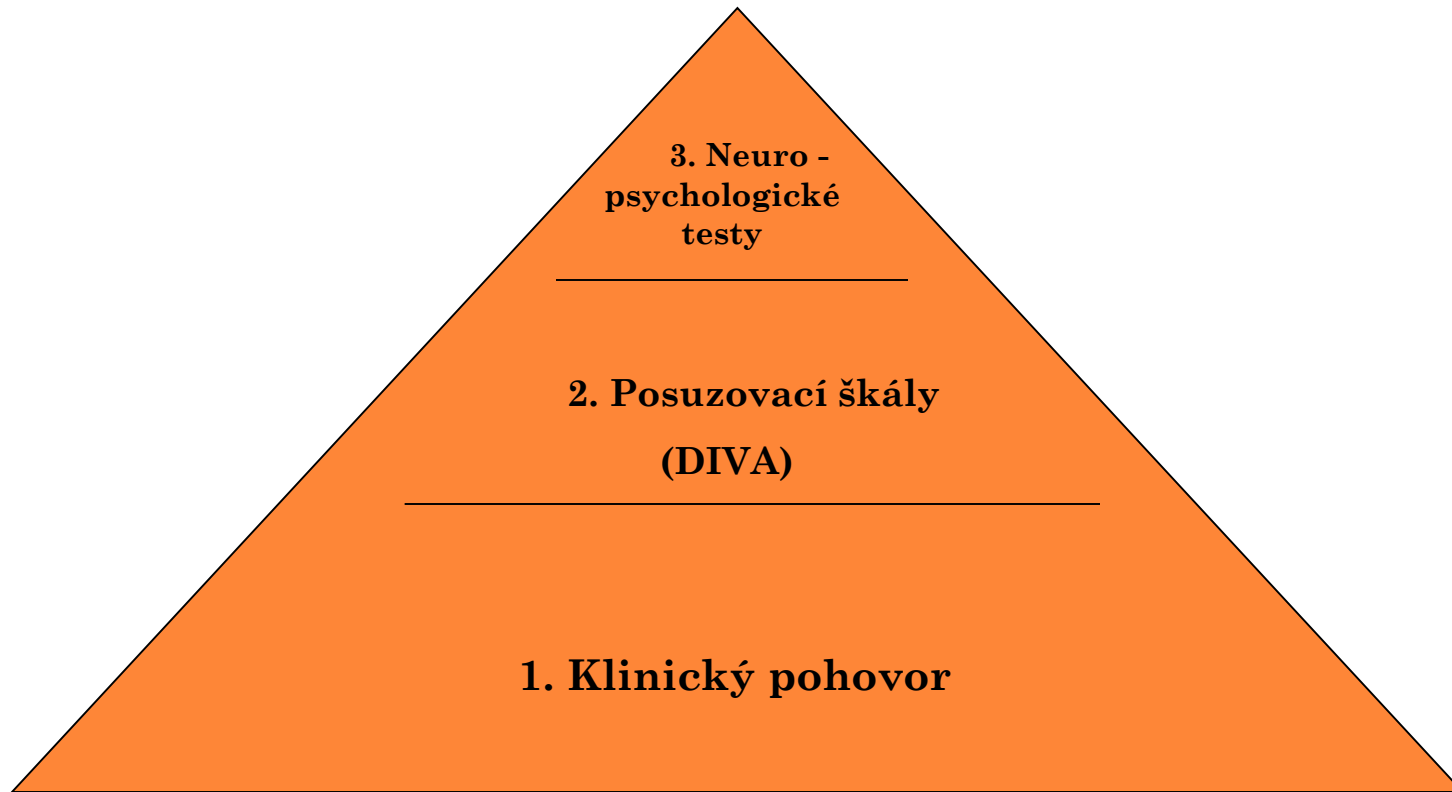 3. Neuro -
psychologické
testy
2. Posuzovací škály
(DIVA)
1. Klinický pohovor